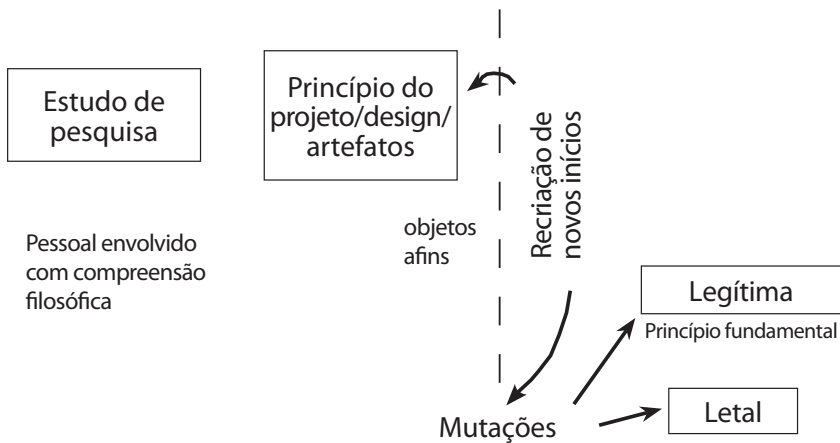 Estudo de
pesquisa
Princípio do
projeto/design/
artefatos
Recriação de
novos inícios
objetos
afins
Pessoal envolvido
com compreensão
filosófica
Legítima
Princípio fundamental
Mutações
Letal